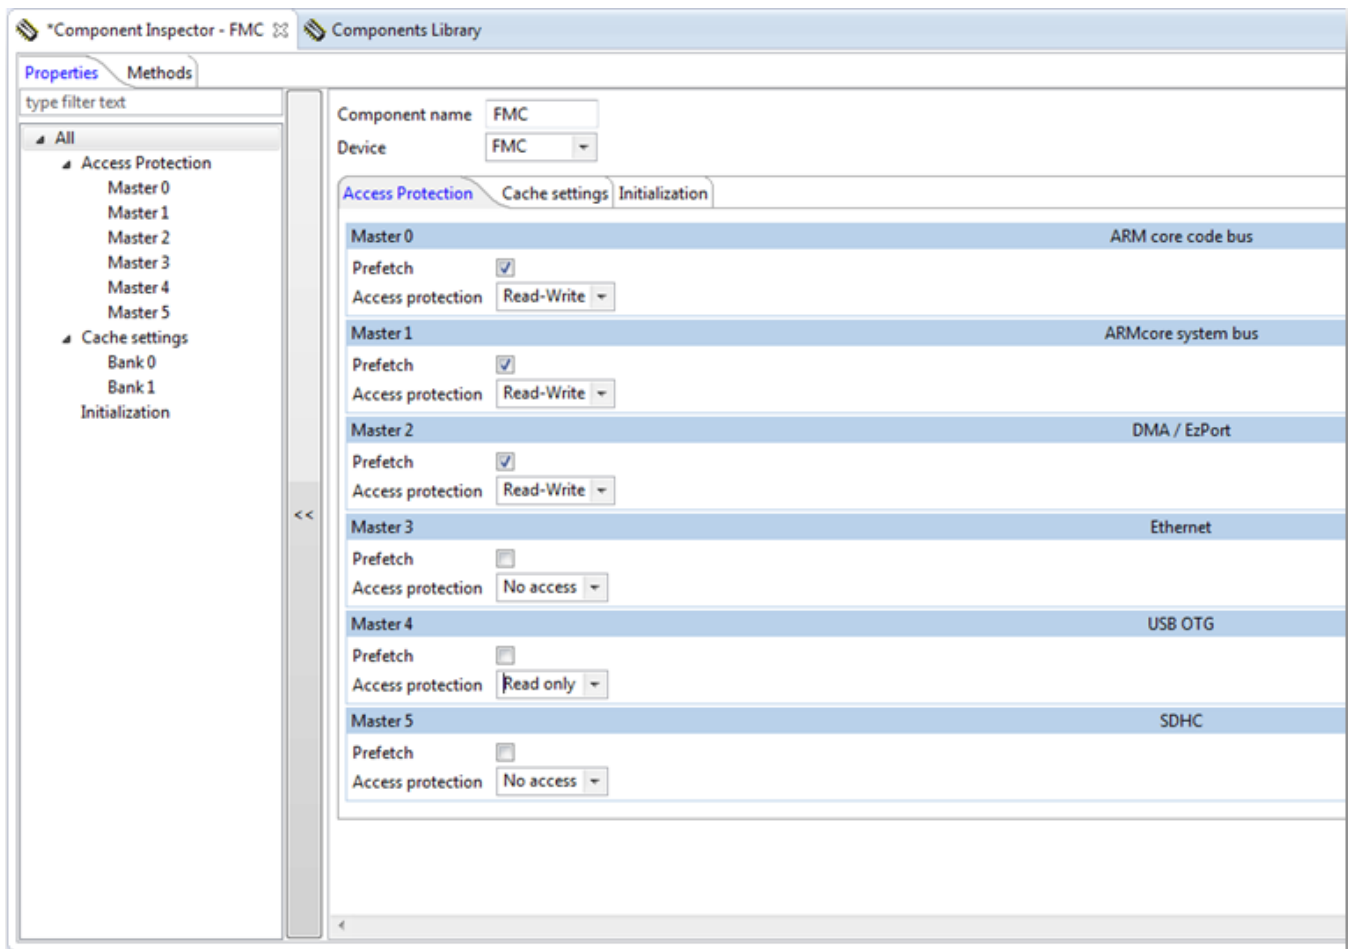 *Component Inspector - FMC Components Library
Properties Methods
type filter text
All
Access Protection
Master 0
Master 1
Master 2
Master 3
Master 4
Master 5
Cache settings
Bank 0
Bank 1
Initialization
<<
Component name FMC
Device FMC
Access Protection Cache settings Initialization
Master 0 ARM core code bus
Prefetch
Access protection Read-Write
Master 1 ARMcore system bus
Prefetch
Access protection Read-Write
Master 2 DMA / EzPort
Prefetch
Access protection Read-Write
Master 3 Ethernet
Prefetch
Access protection No access
Master 4 USB OTG
Prefetch
Access protection Read only
Master 5 SDHC
Prefetch
Access protection No access